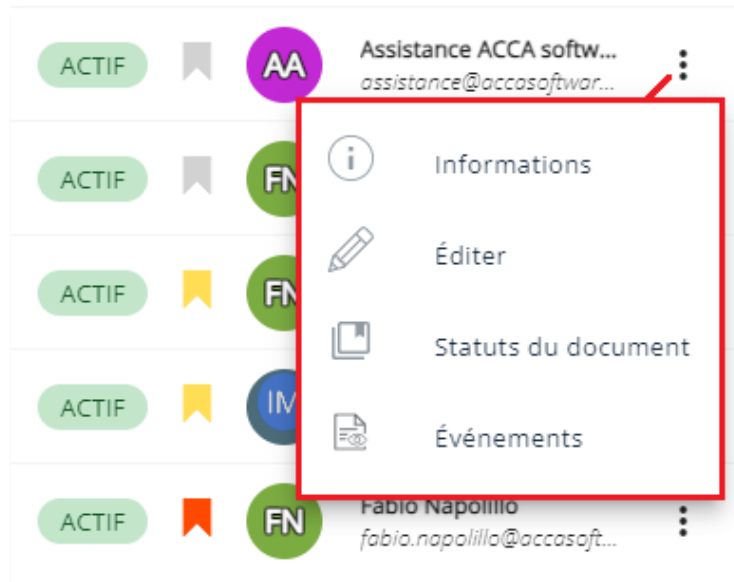 ACTIF
AA
Assistance ACCA softw...
assistance@accasoftwar...
ACTIF
FN
Informations
ACTIF
FN
Éditer
Statuts du document
ACTIF
IM
Événements
ACTIF
FN
Fabio Napolillo
fabio.napolillo@accasoft...